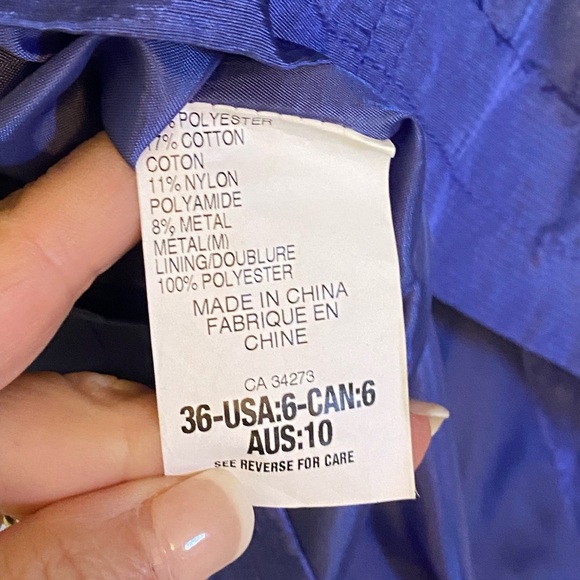 % POLYESTER
7% COTTON
COTON
11% NYLON
POLYAMIDE
8% METAL
METAL(M)
LINING/DOUBLURE
100% POLYESTER
MADE IN CHINA
FABRIQUE EN
CHINE
CA 34273
36-USA:6-CAN:6
AUS:10
SEE REVERSE FOR CARE